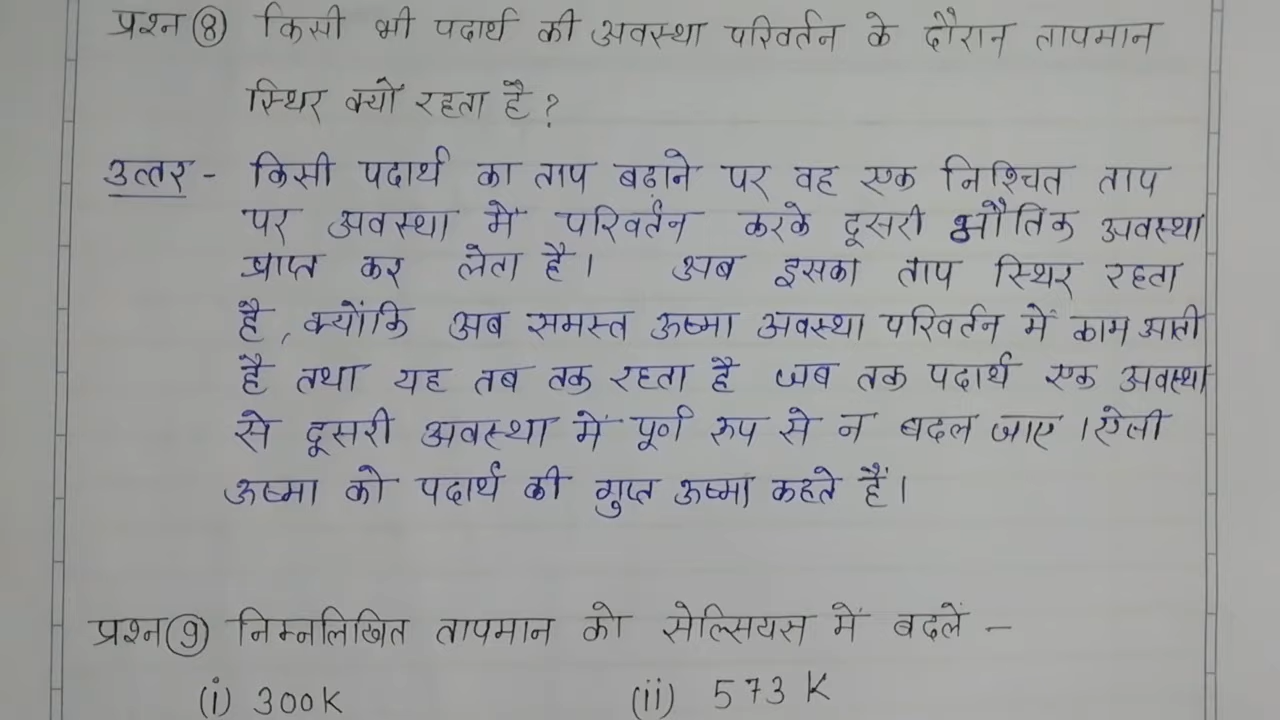 प्रश्न (8) किसी भी पदार्थ की अवस्था परिवर्तन के दौरान तापमान
स्थिर क्यों रहता है ?
उत्तर - किसी पदार्थ का ताप बढ़ाने पर वह एक निश्चित ताप
पर अवस्था में परिवर्तन करके दूसरी भौतिक अवस्था
प्राप्त कर लेता है। अब इसका ताप स्थिर रहता
है, क्योंकि अब समस्त ऊष्मा अवस्था परिवर्तन में काम आती
है तथा यह तब तक रहता है जब तक पदार्थ एक अवस्था
से दूसरी अवस्था में पूर्ण रूप से न बदल जाए । ऐसी
ऊष्मा को पदार्थ की गुप्त ऊष्मा कहते हैं।
प्रश्न (9) निम्नलिखित तापमान को सेल्सियस में बदलें -
(i) 300K (ii) 573 K